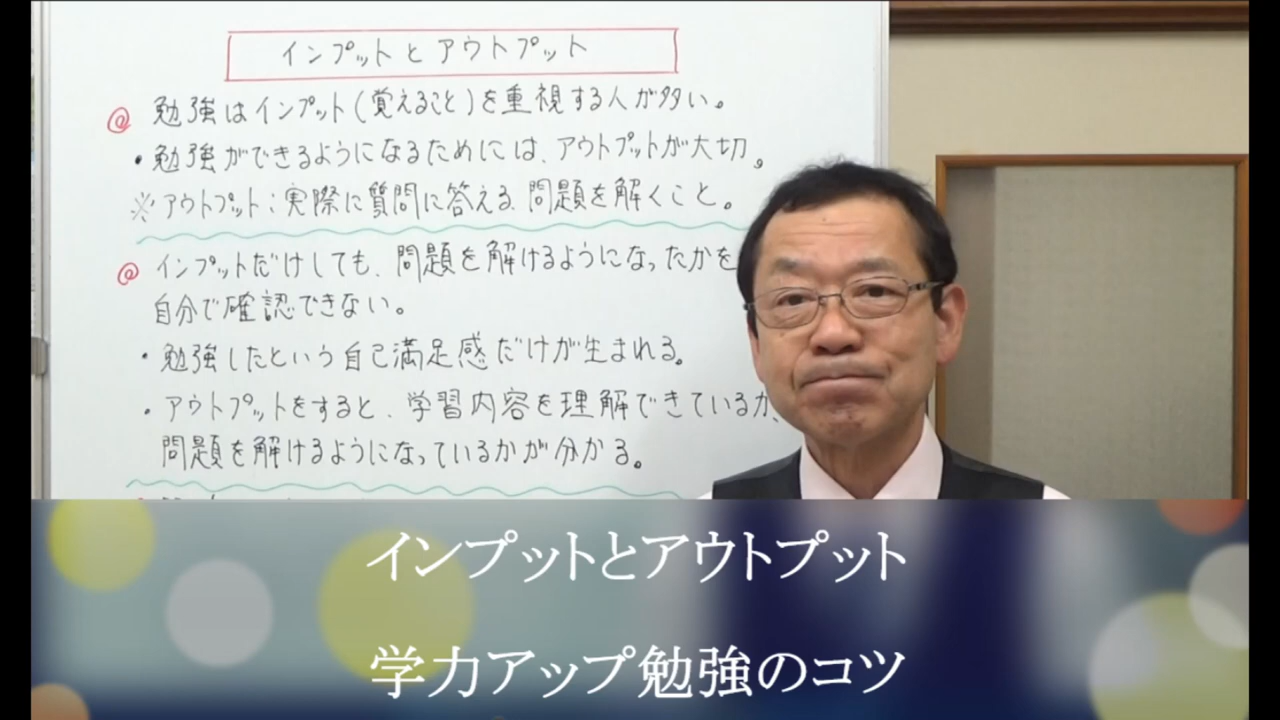 インプットとアウトプット
@ 勉強はインプット(覚えること)を重視する人が多い。
・勉強ができるようになるためには、アウトプットが大切。
※アウトプット:実際に質問に答える、問題を解くこと。
@ インプットだけしても、問題を解けるようになったかを
自分で確認できない。
・勉強したという自己満足感だけが生まれる。
・アウトプットをすると、学習内容を理解できているか、
問題を解けるようになっているかが分かる。
インプットとアウトプット
学力アップ勉強のコツ